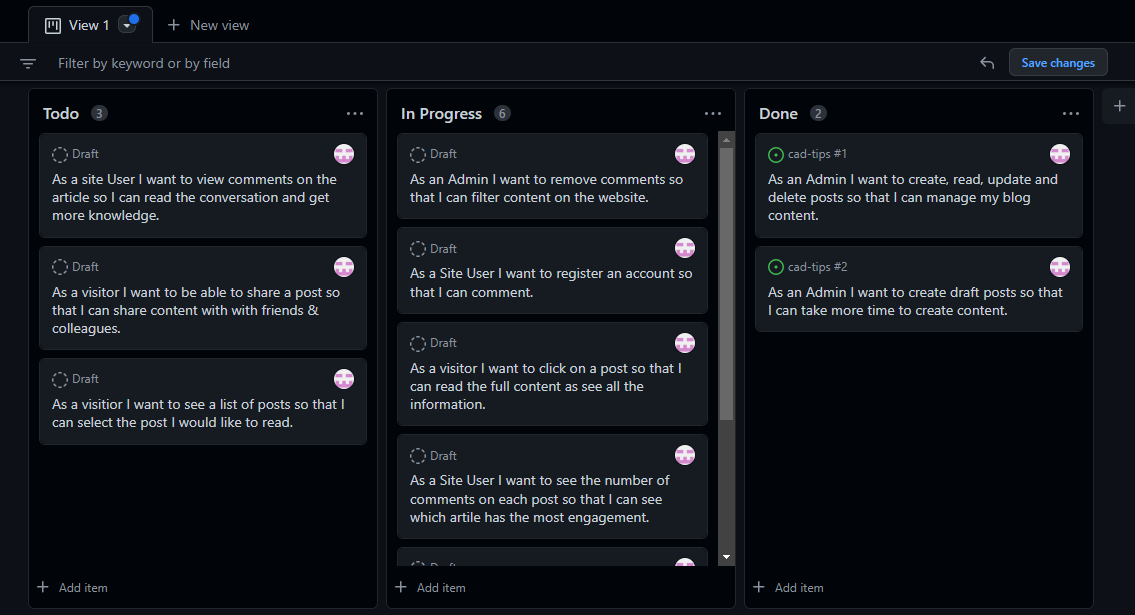 View 1
New view
Filter by keyword or by field
Save changes
Todo 3
Draft
As a site User I want to view comments on the
article so I can read the conversation and get
more knowledge.
Draft
As a visitor I want to be able to share a post so
that I can share content with with friends &
colleagues.
Draft
As a visitior I want to see a list of posts so that I
can select the post I would like to read.
Add item
In Progress 6
Draft
As an Admin I want to remove comments so
that I can filter content on the website.
Draft
As a Site User I want to register an account so
that I can comment.
Draft
As a visitor I want to click on a post so that I
can read the full content as see all the
information.
Draft
As a Site User I want to see the number of
comments on each post so that I can see
which artile has the most engagement.
Draft
Add item
Done 2
cad-tips #1
As an Admin I want to create, read, update and
delete posts so that I can manage my blog
content.
cad-tips #2
As an Admin I want to create draft posts so that
I can take more time to create content.
Add item